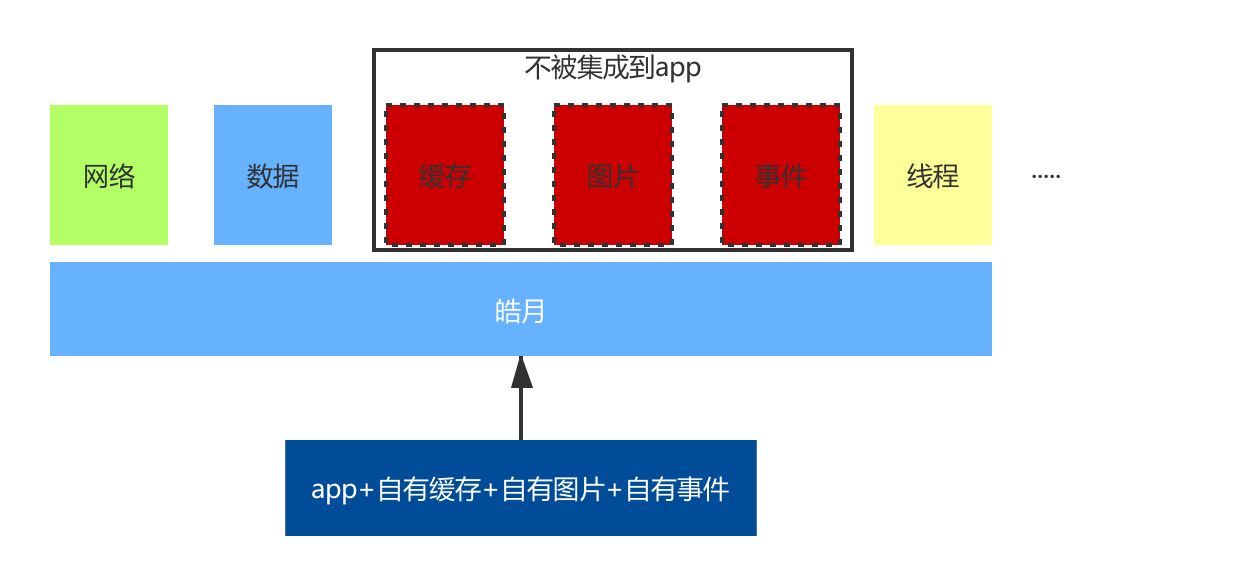 不被集成到app
网络
数据
缓存
图片
事件
线程
.....
皓月
app+自有缓存+自有图片+自有事件